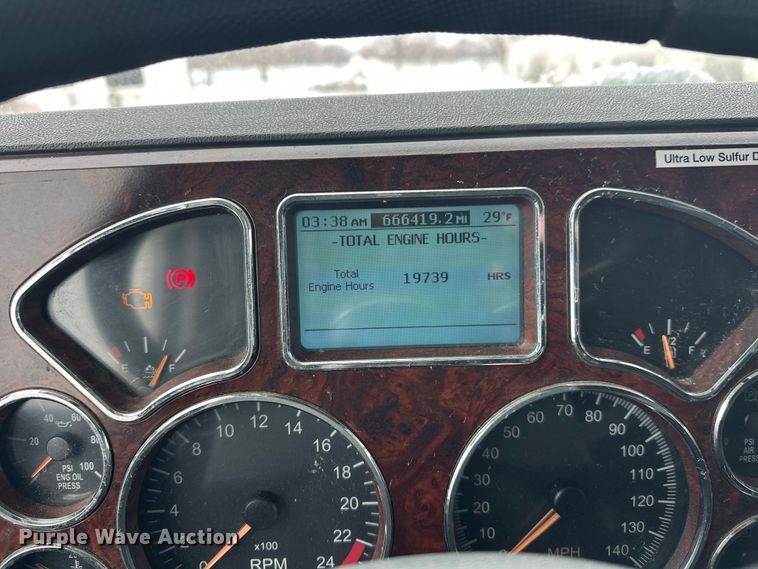 Ultra Low Sulfur D
03:38 AM 666419.2 MI 29°F
-TOTAL ENGINE HOURS-
Total Engine Hours 19739 HRS
P
E F
E 1/2 F
20 40 60 80 100
PSI
ENG OIL
PRESS
2 4 6 8 10 12 14 16 18 20 22 24
x100
RPM
10 20 30 40 50 60 70 80 90 100 110 120 130 140
MPH
PSI
AIR
PRESS
Purple Wave Auction